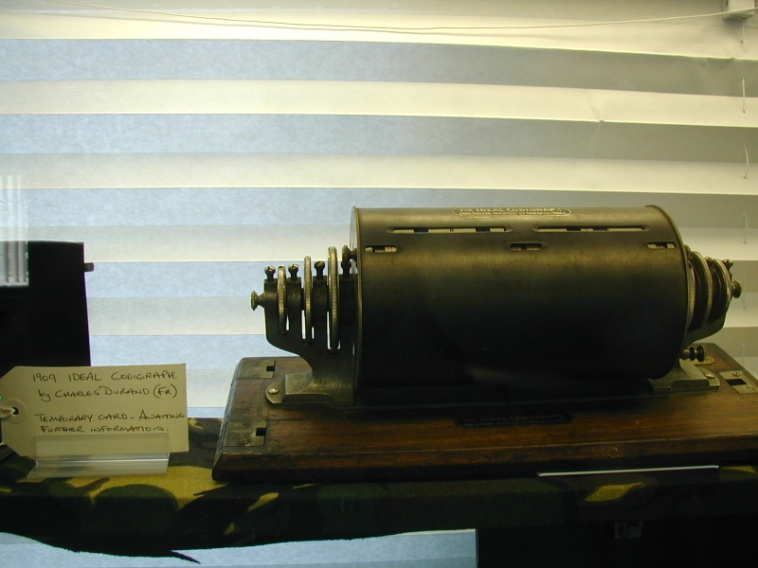 THE IDEAL CODIGRAPH
1909 IDEAL CODIGRAPH
by CHARLES DURAND (FR)
TEMPORARY CARD - AWAITING
FURTHER INFORMATION.